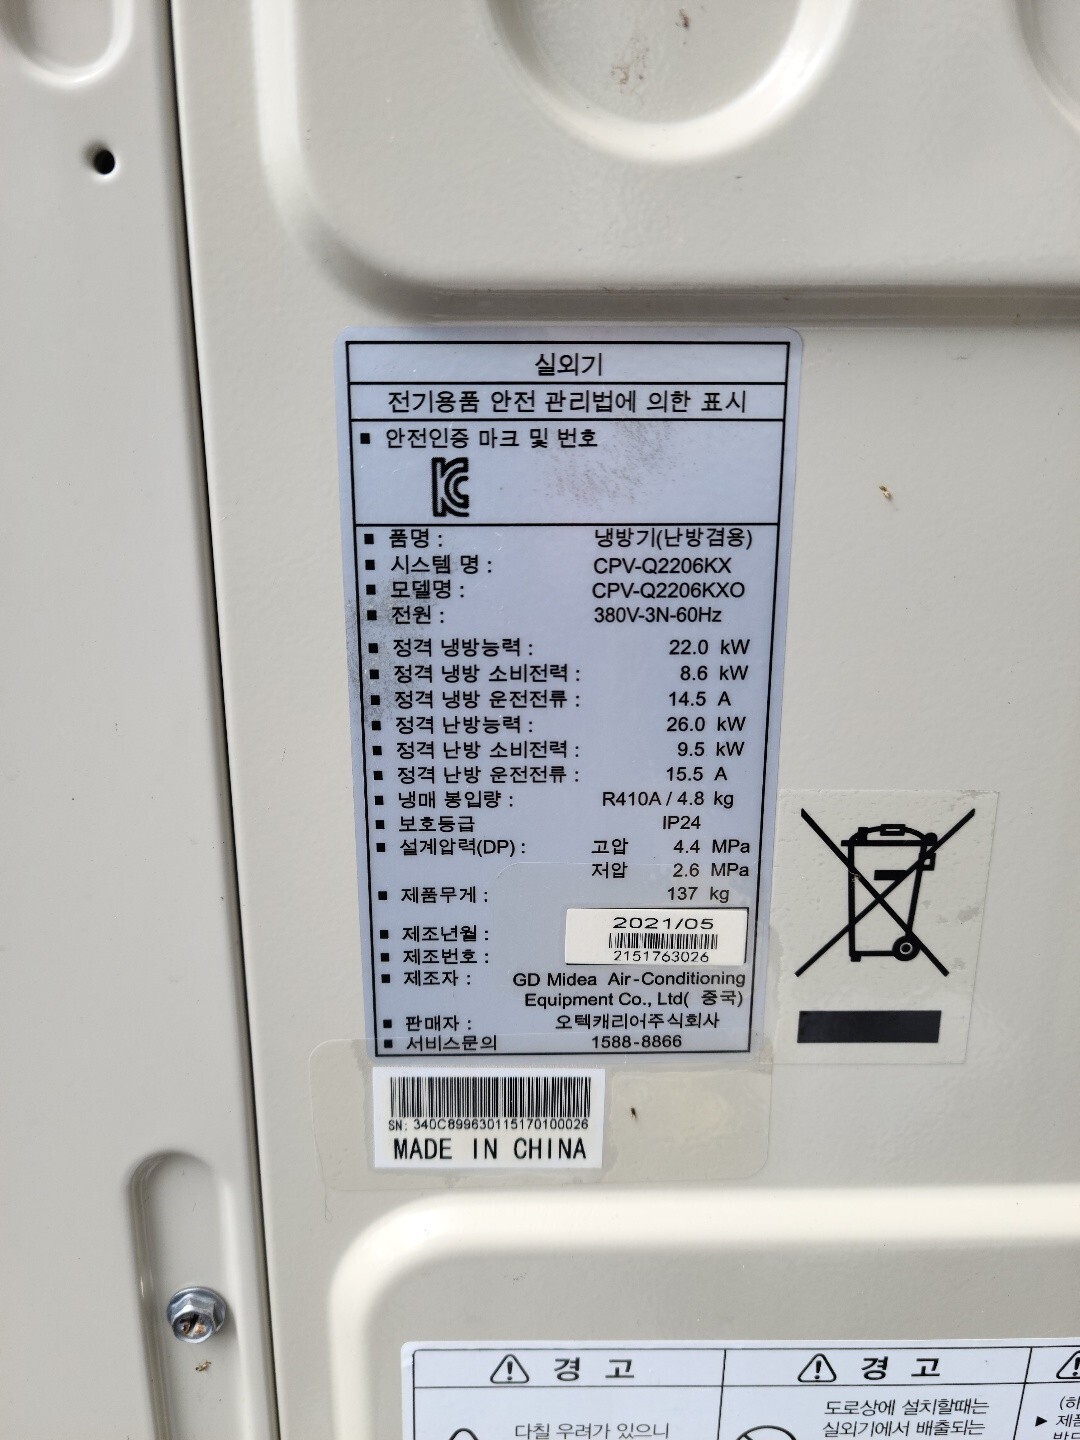 실외기
전기용품 안전 관리법에 의한 표시
■ 안전인증 마크 및 번호
KC
■ 품명 : 냉방기(난방겸용)
■ 시스템 명 : CPV-Q2206KX
■ 모델명 : CPV-Q2206KXO
■ 전원 : 380V-3N-60Hz
■ 정격 냉방능력 : 22.0 kW
■ 정격 냉방 소비전력 : 8.6 kW
■ 정격 냉방 운전전류 : 14.5 A
■ 정격 난방능력 : 26.0 kW
■ 정격 난방 소비전력 : 9.5 kW
■ 정격 난방 운전전류 : 15.5 A
■ 냉매 봉입량 : R410A / 4.8 kg
■ 보호등급 IP24
■ 설계압력(DP) : 고압 4.4 MPa
저압 2.6 MPa
■ 제품무게 : 137 kg
■ 제조년월 : 2021/05
■ 제조번호 : 2151763026
■ 제조자 : GD Midea Air-Conditioning
Equipment Co., Ltd( 중국)
■ 판매자 : 오텍캐리어주식회사
■ 서비스문의 1588-8866
SN: 340C899630115170100026
MADE IN CHINA
경 고 경 고
다칠 우려가 있으니
도로상에 설치할때는
실외기에서 배출되는
▶ 제품